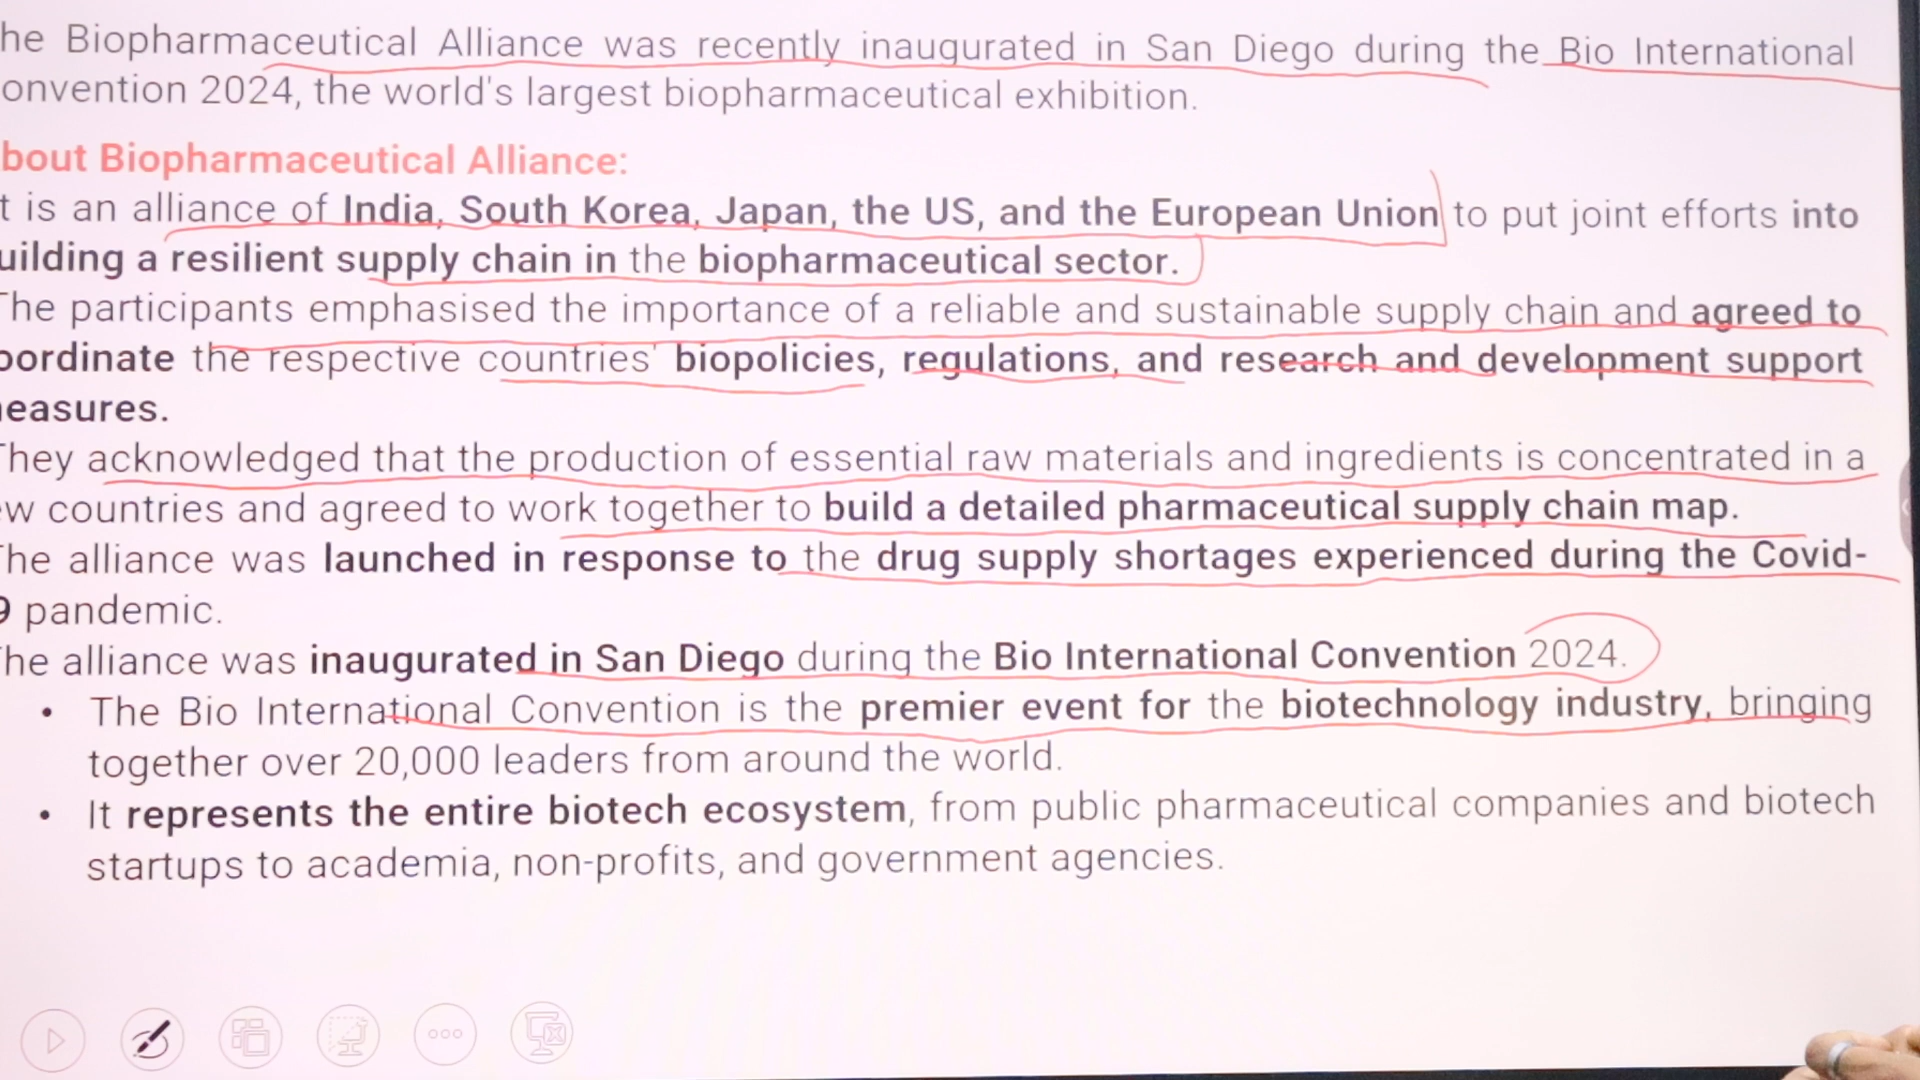 he Biopharmaceutical Alliance was recently inaugurated in San Diego during the Bio International
onvention 2024, the world's largest biopharmaceutical exhibition.
bout Biopharmaceutical Alliance:
t is an alliance of India, South Korea, Japan, the US, and the European Union to put joint efforts into
uilding a resilient supply chain in the biopharmaceutical sector.
The participants emphasised the importance of a reliable and sustainable supply chain and agreed to
oordinate the respective countries' biopolicies, regulations, and research and development support
easures.
They acknowledged that the production of essential raw materials and ingredients is concentrated in a
ew countries and agreed to work together to build a detailed pharmaceutical supply chain map.
The alliance was launched in response to the drug supply shortages experienced during the Covid-
9 pandemic.
The alliance was inaugurated in San Diego during the Bio International Convention 2024.
• The Bio International Convention is the premier event for the biotechnology industry, bringing
together over 20,000 leaders from around the world.
• It represents the entire biotech ecosystem, from public pharmaceutical companies and biotech
startups to academia, non-profits, and government agencies.